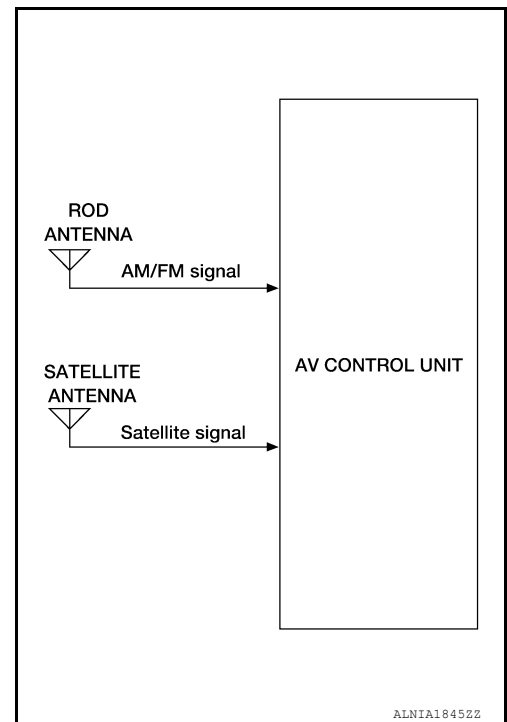 ROD
ANTENNA
AM/FM signal
SATELLITE
ANTENNA
Satellite signal
AV CONTROL UNIT
ALNIA1845ZZ